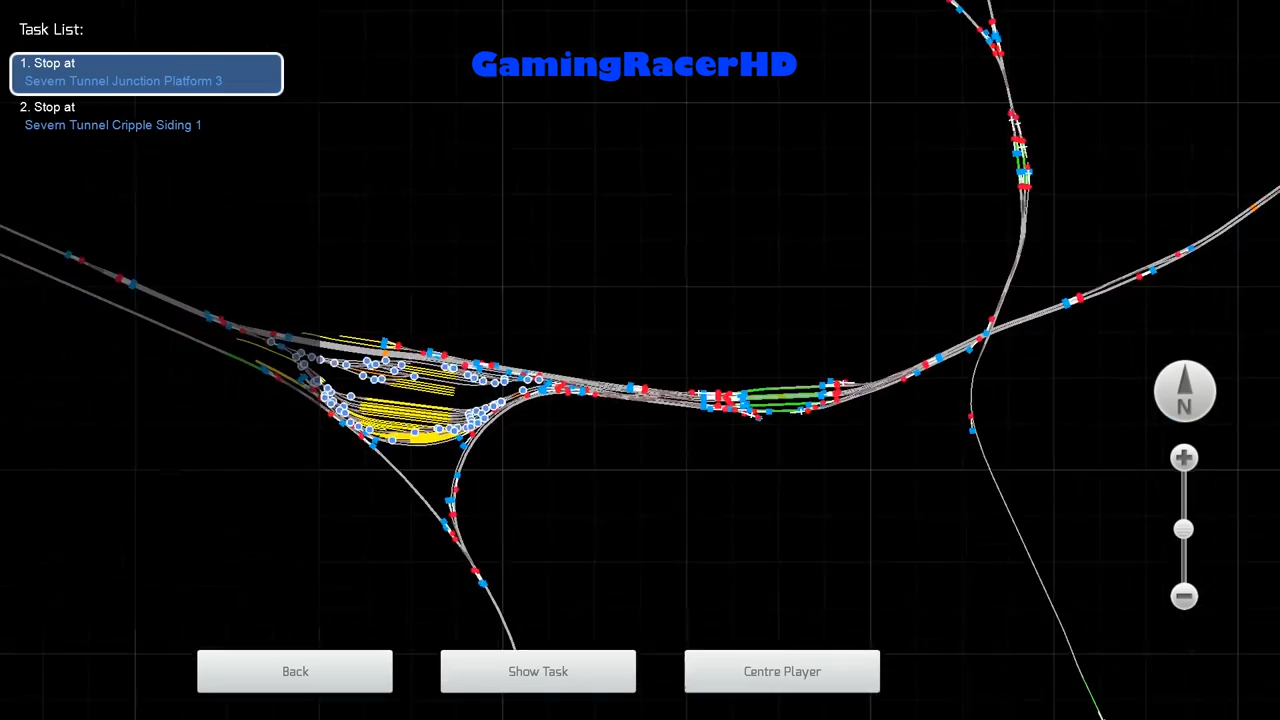 Task List:
GamingRacerHD
1. Stop at
Severn Tunnel Junction Platform 3
2. Stop at
Severn Tunnel Cripple Siding 1
N
Back
Show Task
Centre Player